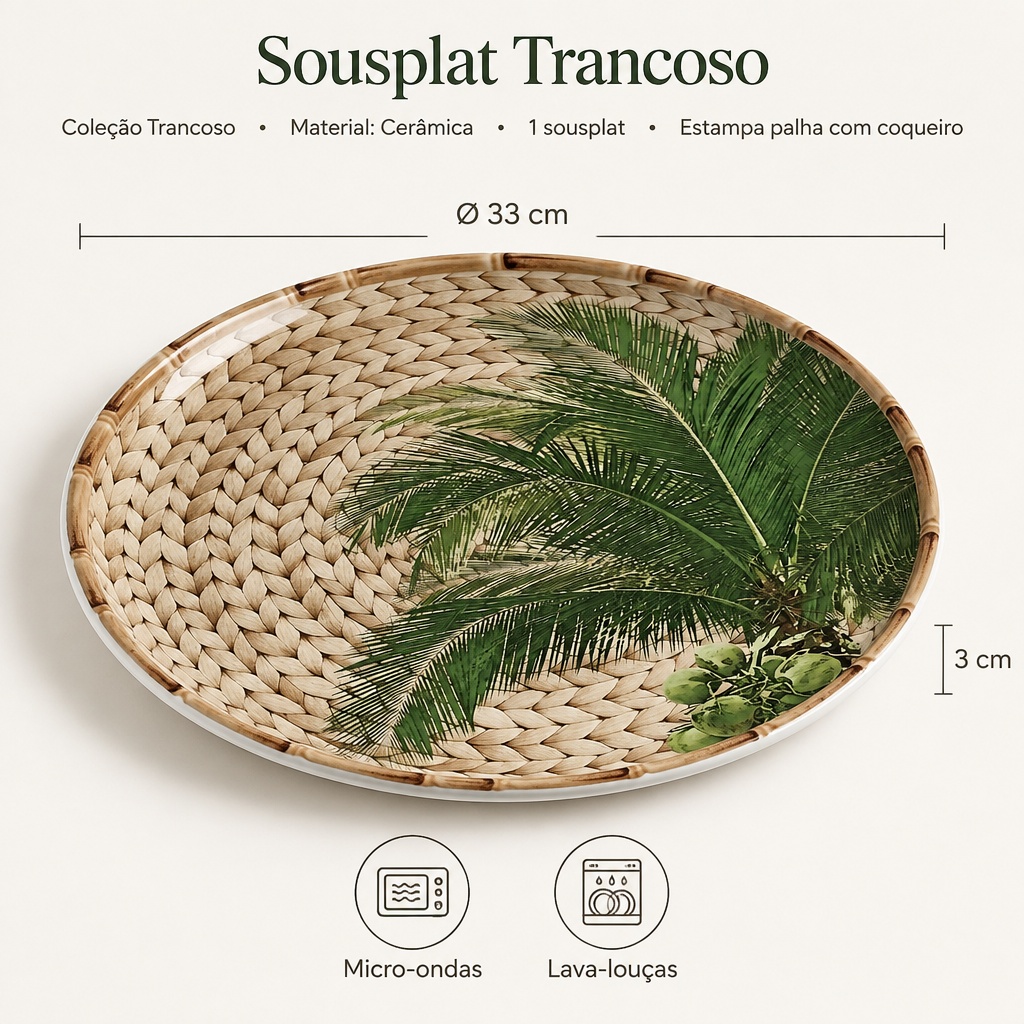 Sousplat Trancoso
Coleção Trancoso • Material: Cerâmica • 1 sousplat • Estampa palha com coqueiro
Ø 33 cm
3 cm
Micro-ondas
Lava-louças